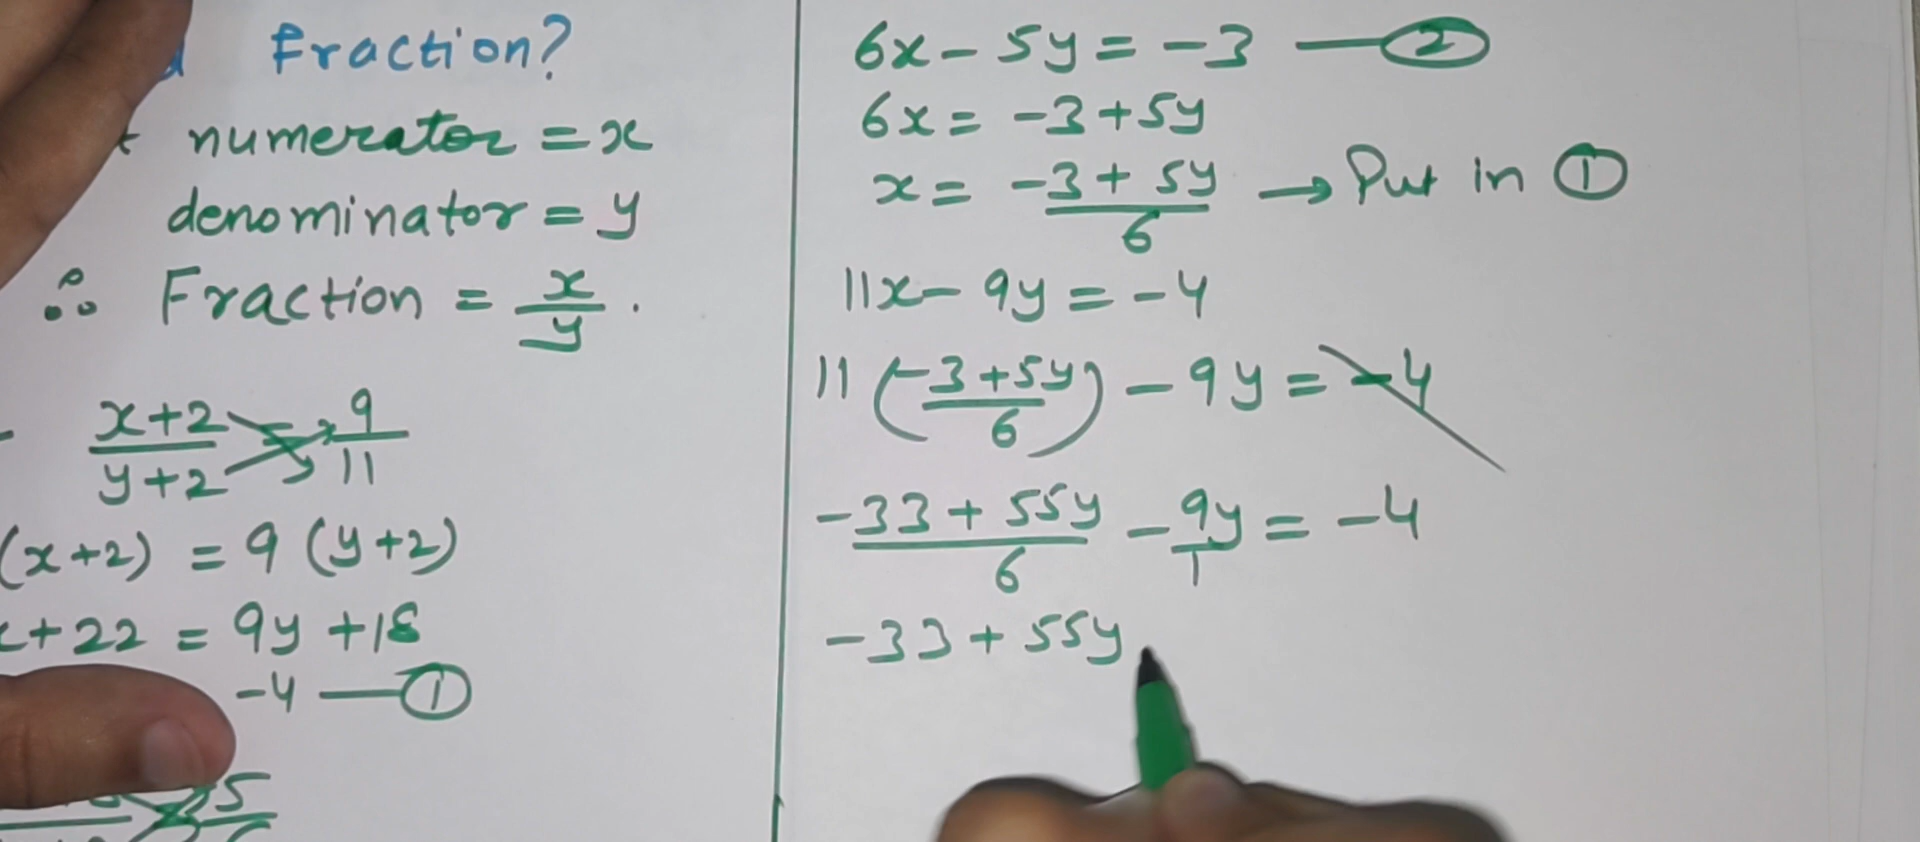 Fraction?
numerator = x
denominator = y
∴ Fraction = x/y.
x+2/y+2 = 9/11
(x+2) = 9 (y+2)
x+22 = 9y +18
-4 — ①
5
6x - 5y = -3 — ②
6x = -3+5y
x = -3+5y/6 → Put in ①
11x - 9y = -4
11 (-3+5y/6) - 9y = -4
-33+55y/6 - 9y/1 = -4
-33+55y